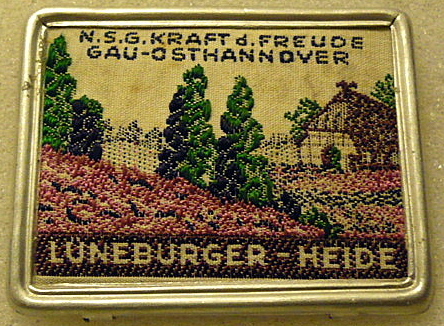 N.S.G. KRAFT d. FREUDE
GAU-OSTHANNOVER
LÜNEBURGER - HEIDE